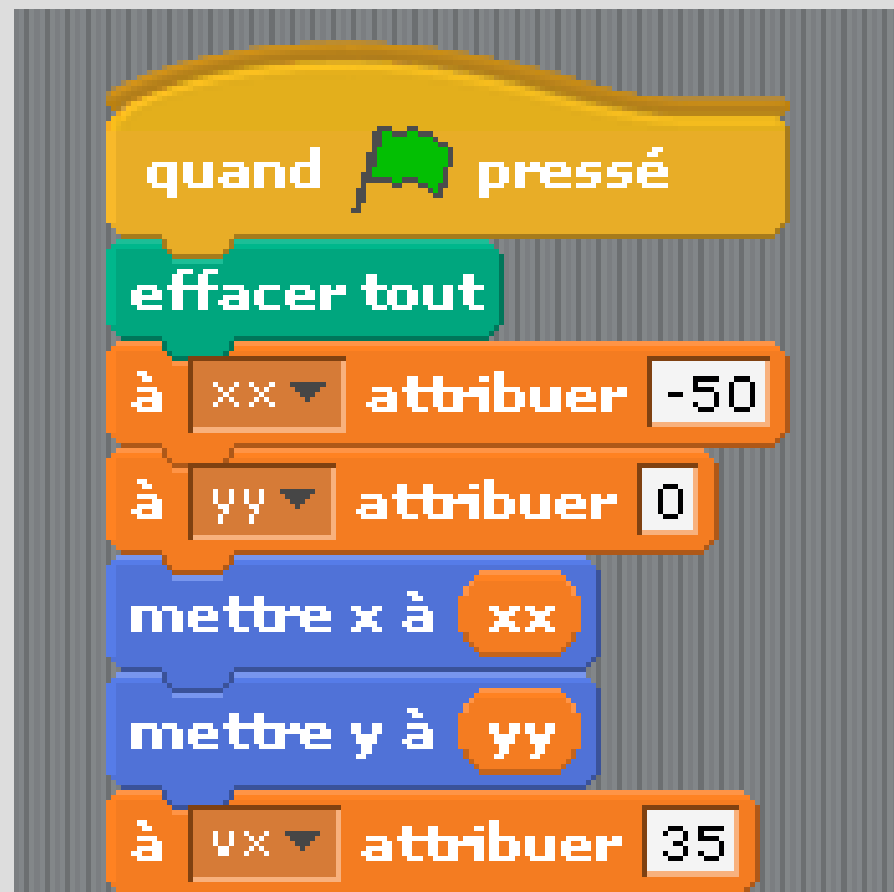 quand pressé
effacer tout
à xx attribuer -50
à yy attribuer 0
mettre x à xx
mettre y à yy
à vx attribuer 35